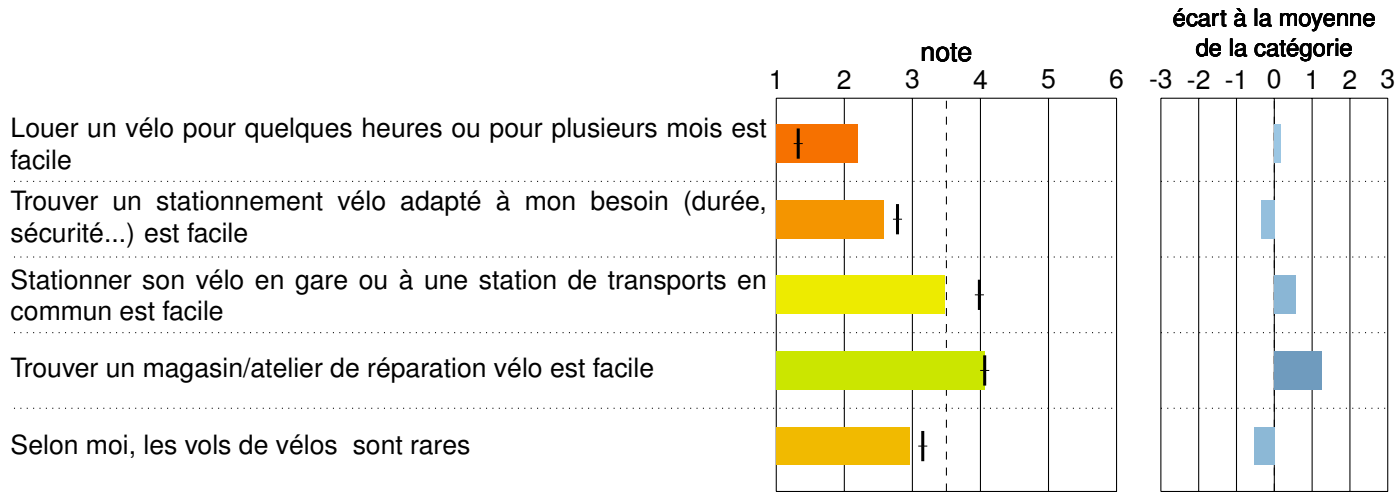 écart à la moyenne
note
de la catégorie
1 2 3 4 5 6
-3 -2 -1 0 1 2 3
Louer un vélo pour quelques heures ou pour plusieurs mois est
facile
Trouver un stationnement vélo adapté à mon besoin (durée,
sécurité...) est facile
Stationner son vélo en gare ou à une station de transports en
commun est facile
Trouver un magasin/atelier de réparation vélo est facile
Selon moi, les vols de vélos sont rares